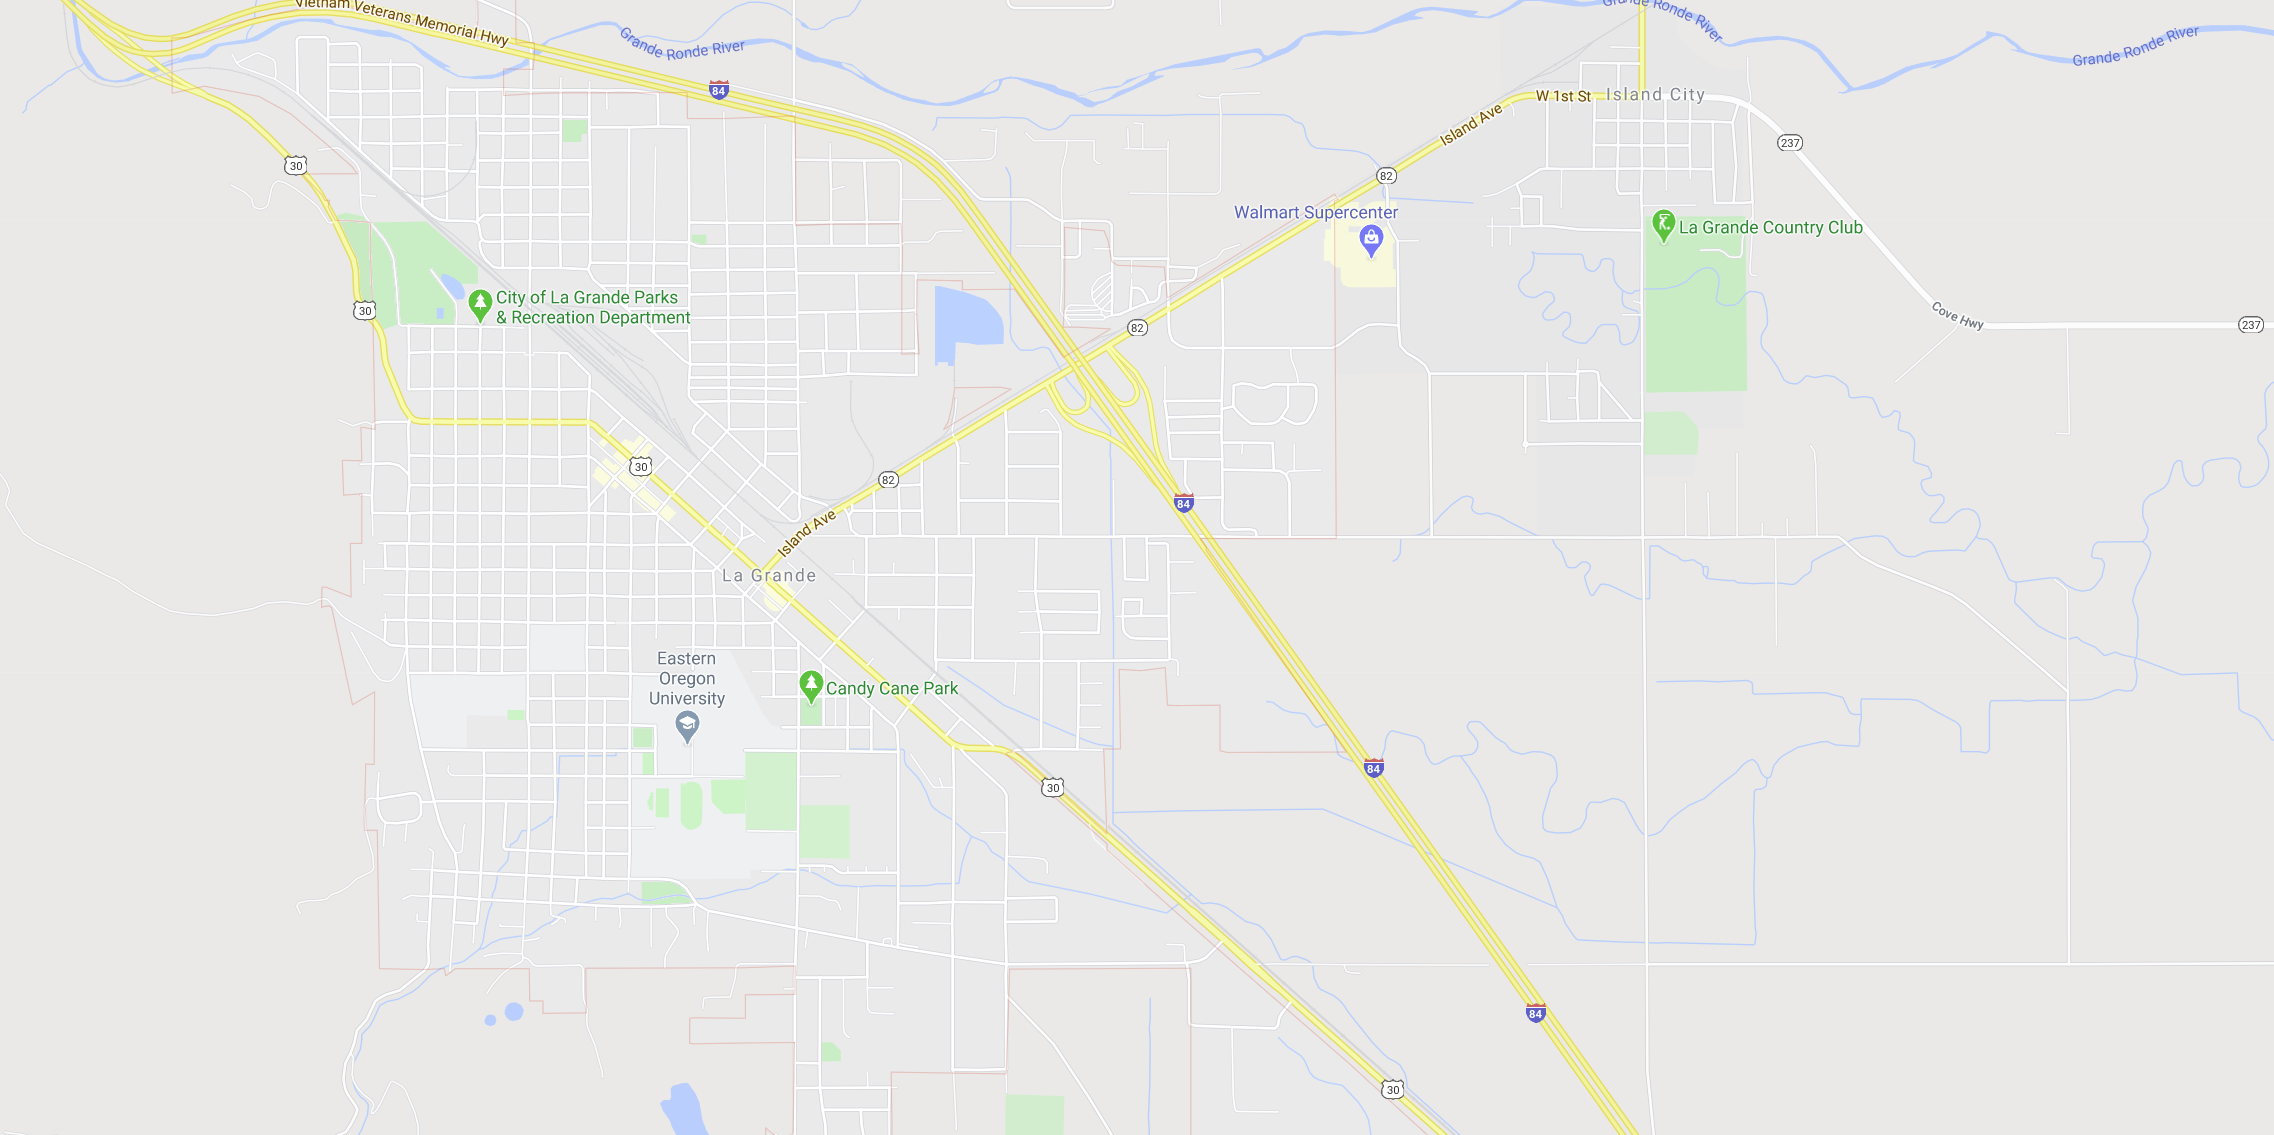 Vietnam Veterans Memorial Hwy
Grande Ronde River
Grande Ronde River
Grande Ronde River
84
W 1st St
Island City
Island Ave
237
30
82
Walmart Supercenter
La Grande Country Club
City of La Grande Parks
& Recreation Department
30
82
Cove Hwy
237
30
82
84
Island Ave
La Grande
Eastern
Oregon
University
Candy Cane Park
84
30
84
30